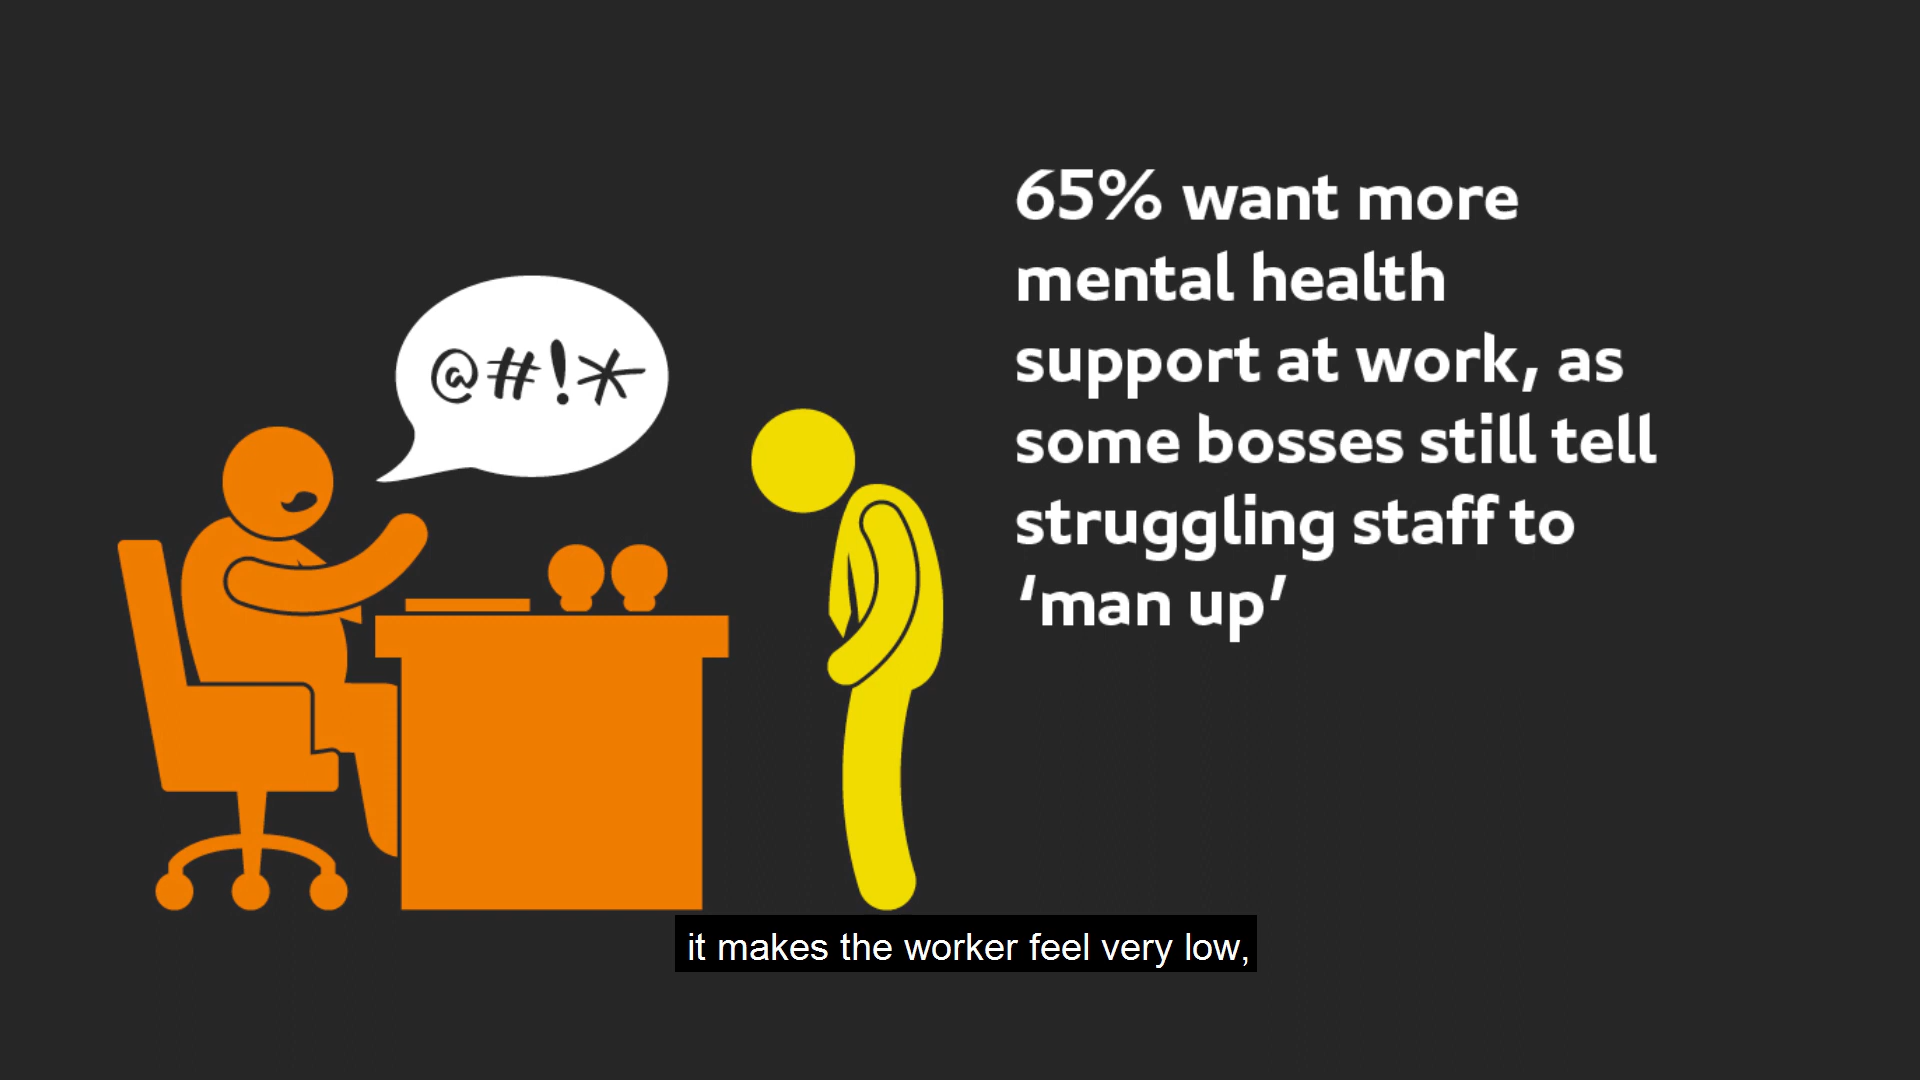 65% want more
mental health
support at work, as
some bosses still tell
struggling staff to
‘man up’
@#!*
it makes the worker feel very low,